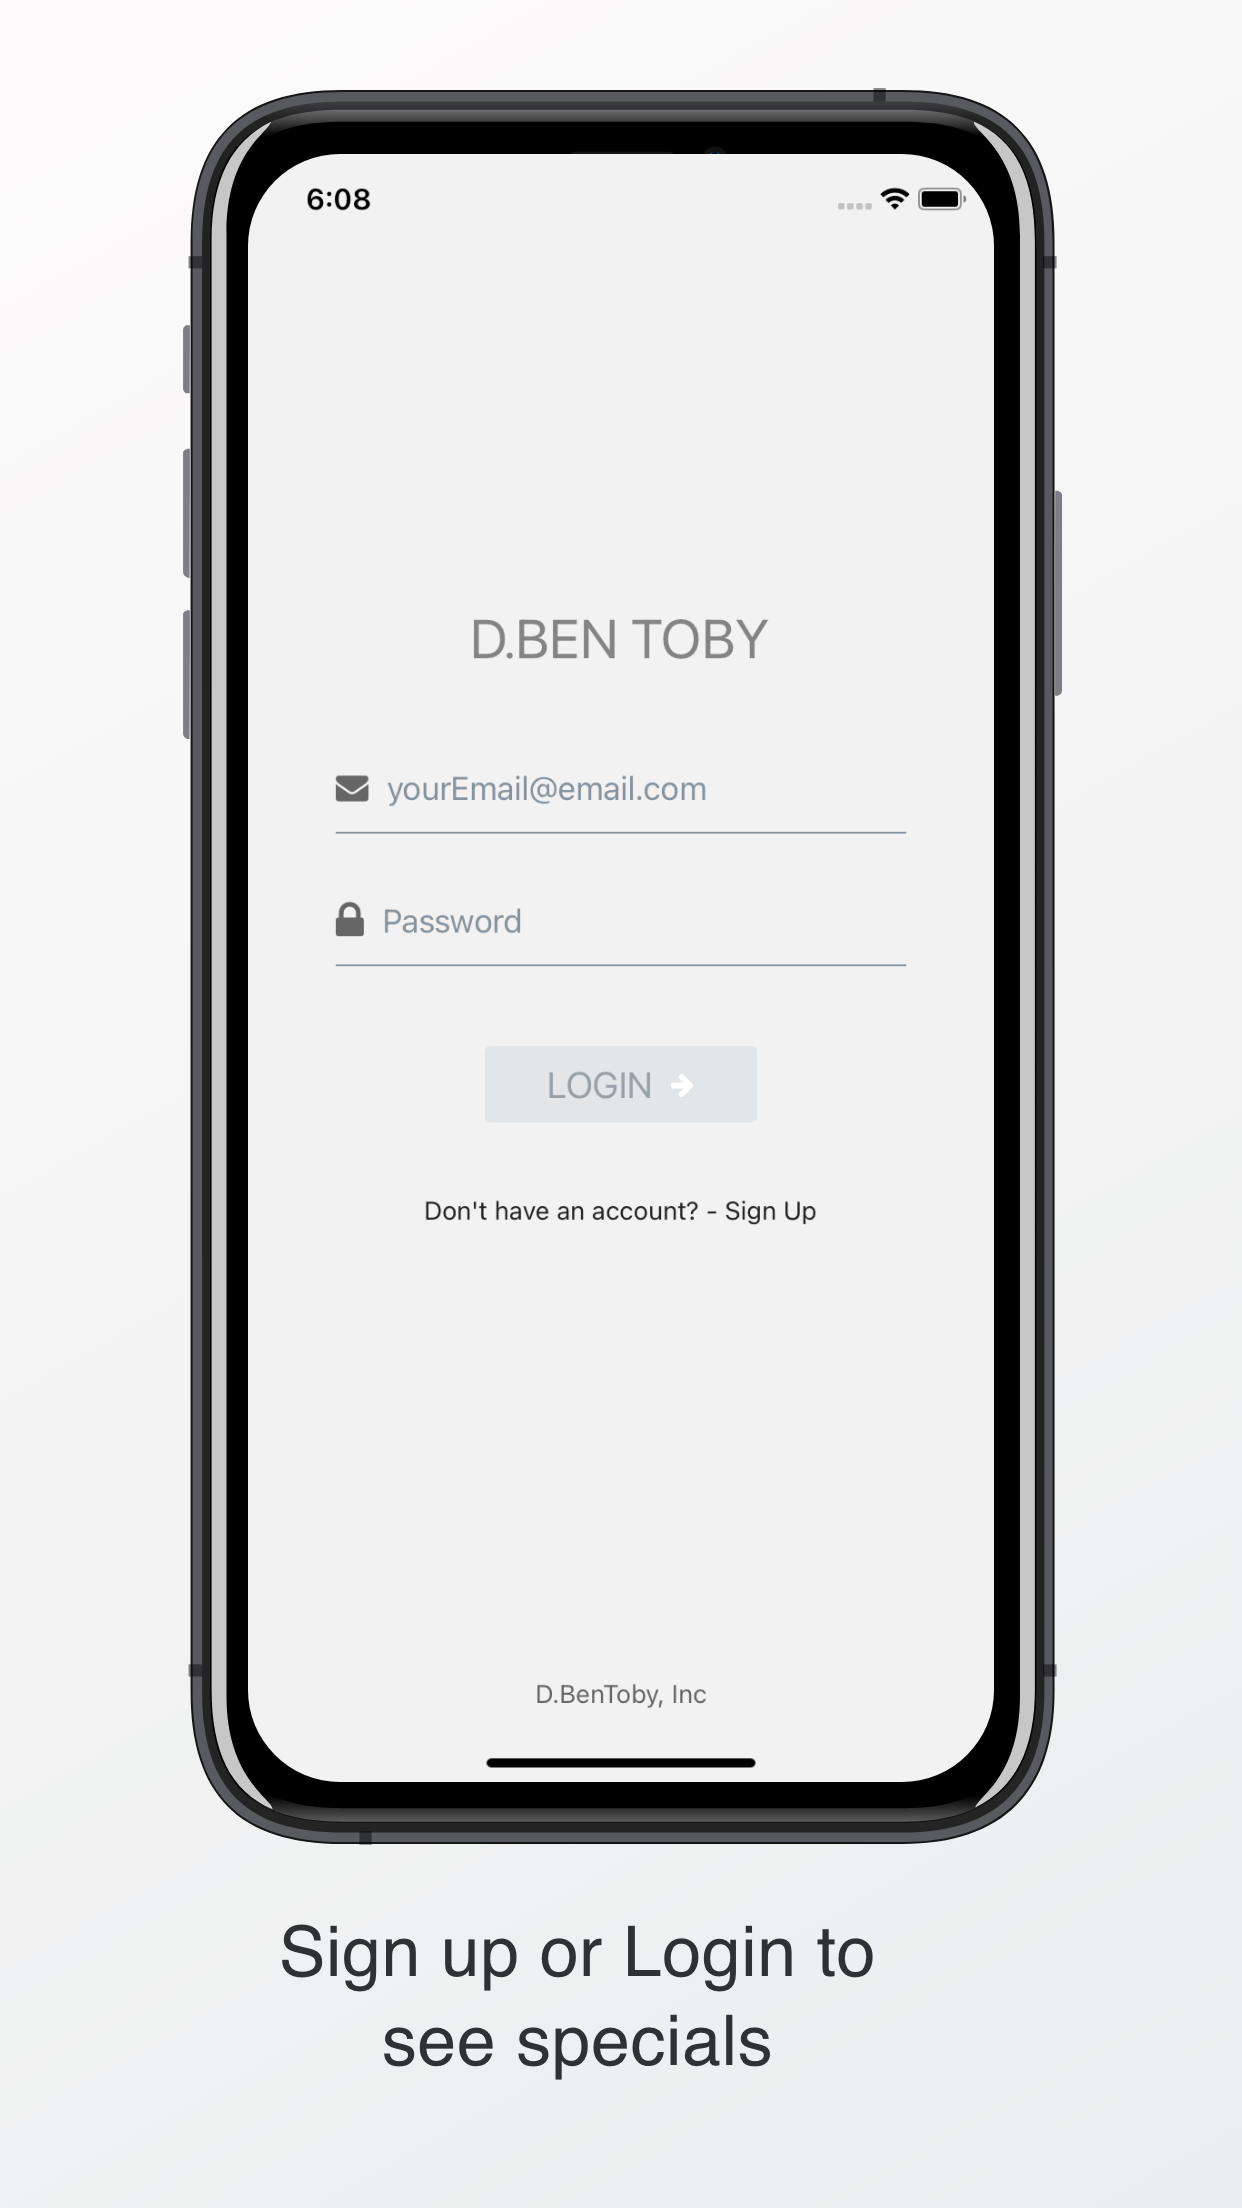 6:08
D.BEN TOBY
yourEmail@email.com
Password
LOGIN
Don't have an account? - Sign Up
D.BenToby, Inc
Sign up or Login to
see specials